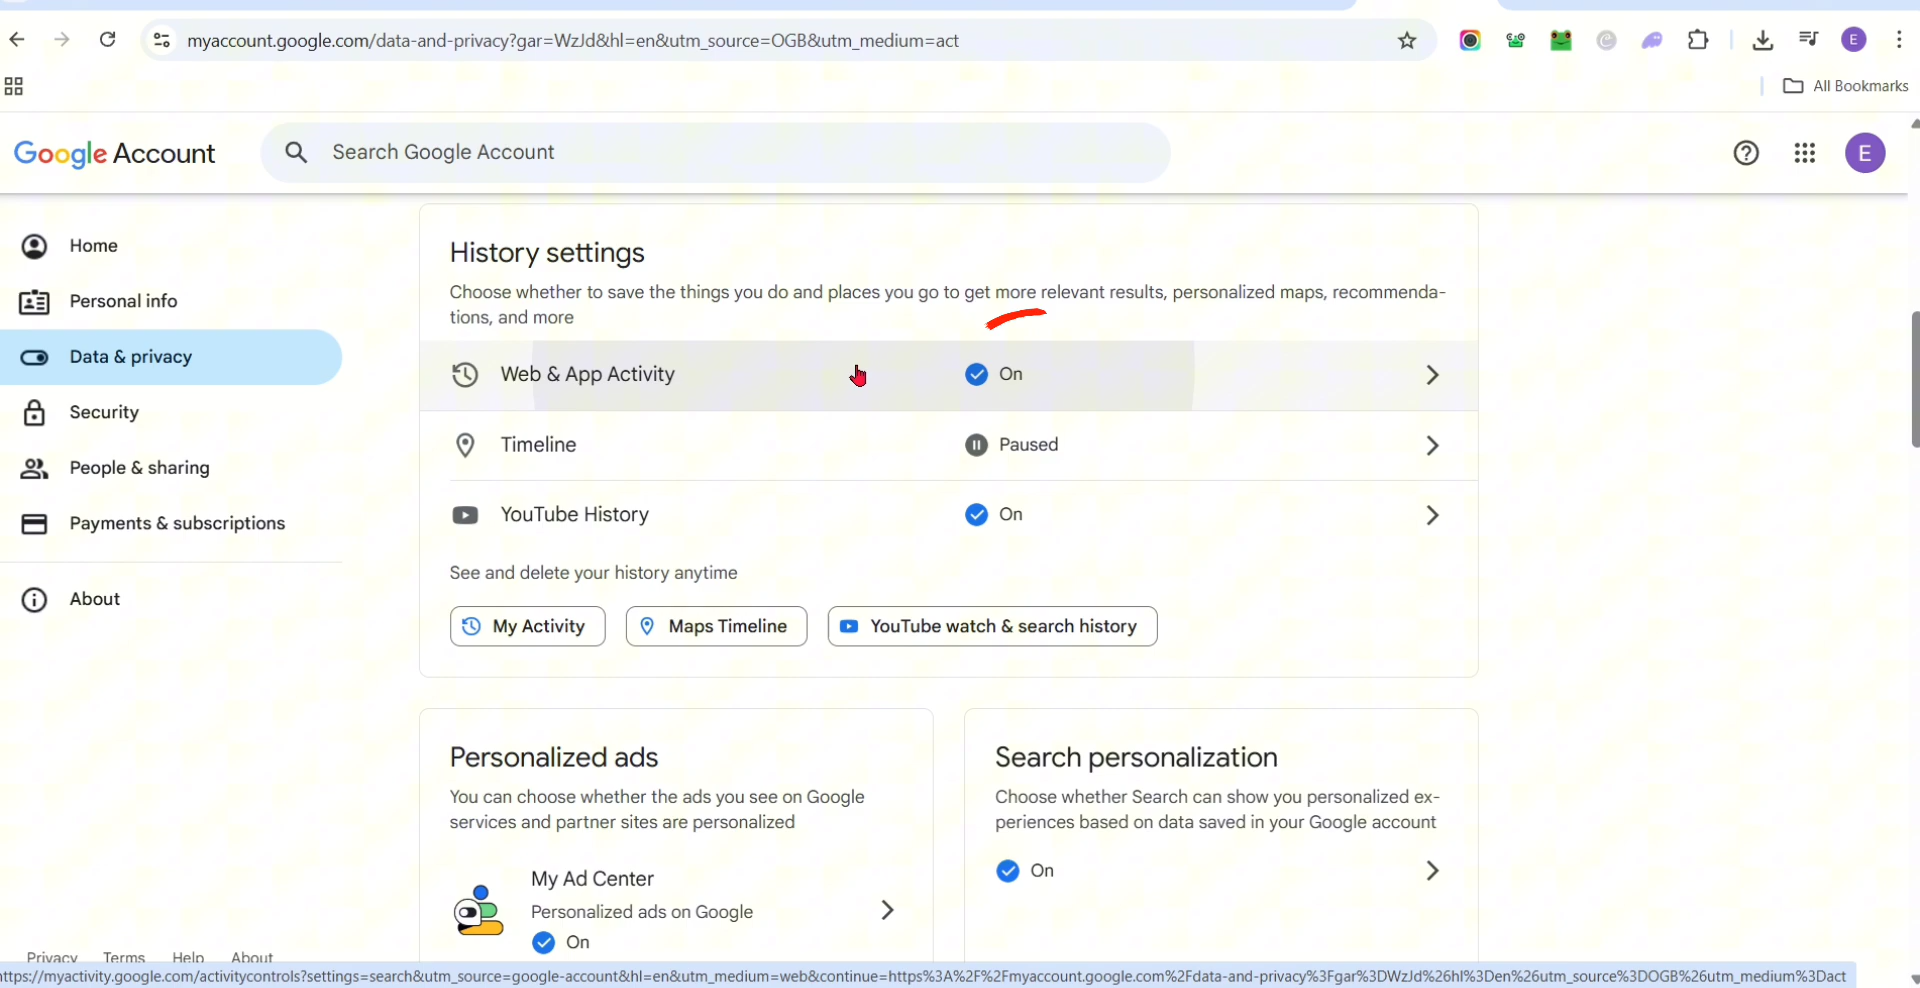 myaccount.google.com/data-and-privacy?gar=WzJd&hl=en&utm_source=OGB&utm_medium=act
E
All Bookmarks
Google Account
Search Google Account
E
Home
Personal info
Data & privacy
Security
People & sharing
Payments & subscriptions
About
History settings
Choose whether to save the things you do and places you go to get more relevant results, personalized maps, recommenda-
tions, and more
Web & App Activity
On
Timeline
Paused
YouTube History
On
See and delete your history anytime
My Activity
Maps Timeline
YouTube watch & search history
Personalized ads
You can choose whether the ads you see on Google
services and partner sites are personalized
My Ad Center
Personalized ads on Google
On
Search personalization
Choose whether Search can show you personalized ex-
periences based on data saved in your Google account
On
Privacy Terms Help About
https://myactivity.google.com/activitycontrols?settings=search&utm_source=google-account&hl=en&utm_medium=web&continue=https%3A%2F%2Fmyaccount.google.com%2Fdata-and-privacy%3Fgar%3DWzJd%26hl%3Den%26utm_source%3DOGB%26utm_medium%3Dact